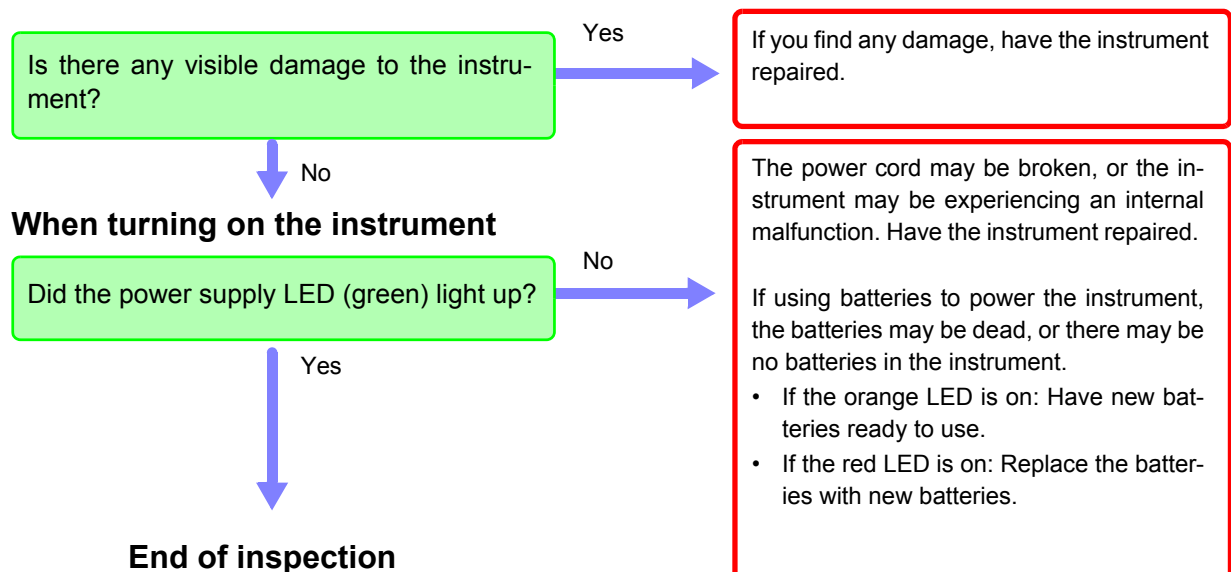 Is there any visible damage to the instru-
ment?
Yes
If you find any damage, have the instrument
repaired.
No
When turning on the instrument
Did the power supply LED (green) light up?
No
The power cord may be broken, or the in-
strument may be experiencing an internal
malfunction. Have the instrument repaired.
If using batteries to power the instrument,
the batteries may be dead, or there may be
no batteries in the instrument.
• If the orange LED is on: Have new bat-
teries ready to use.
• If the red LED is on: Replace the batter-
ies with new batteries.
Yes
End of inspection